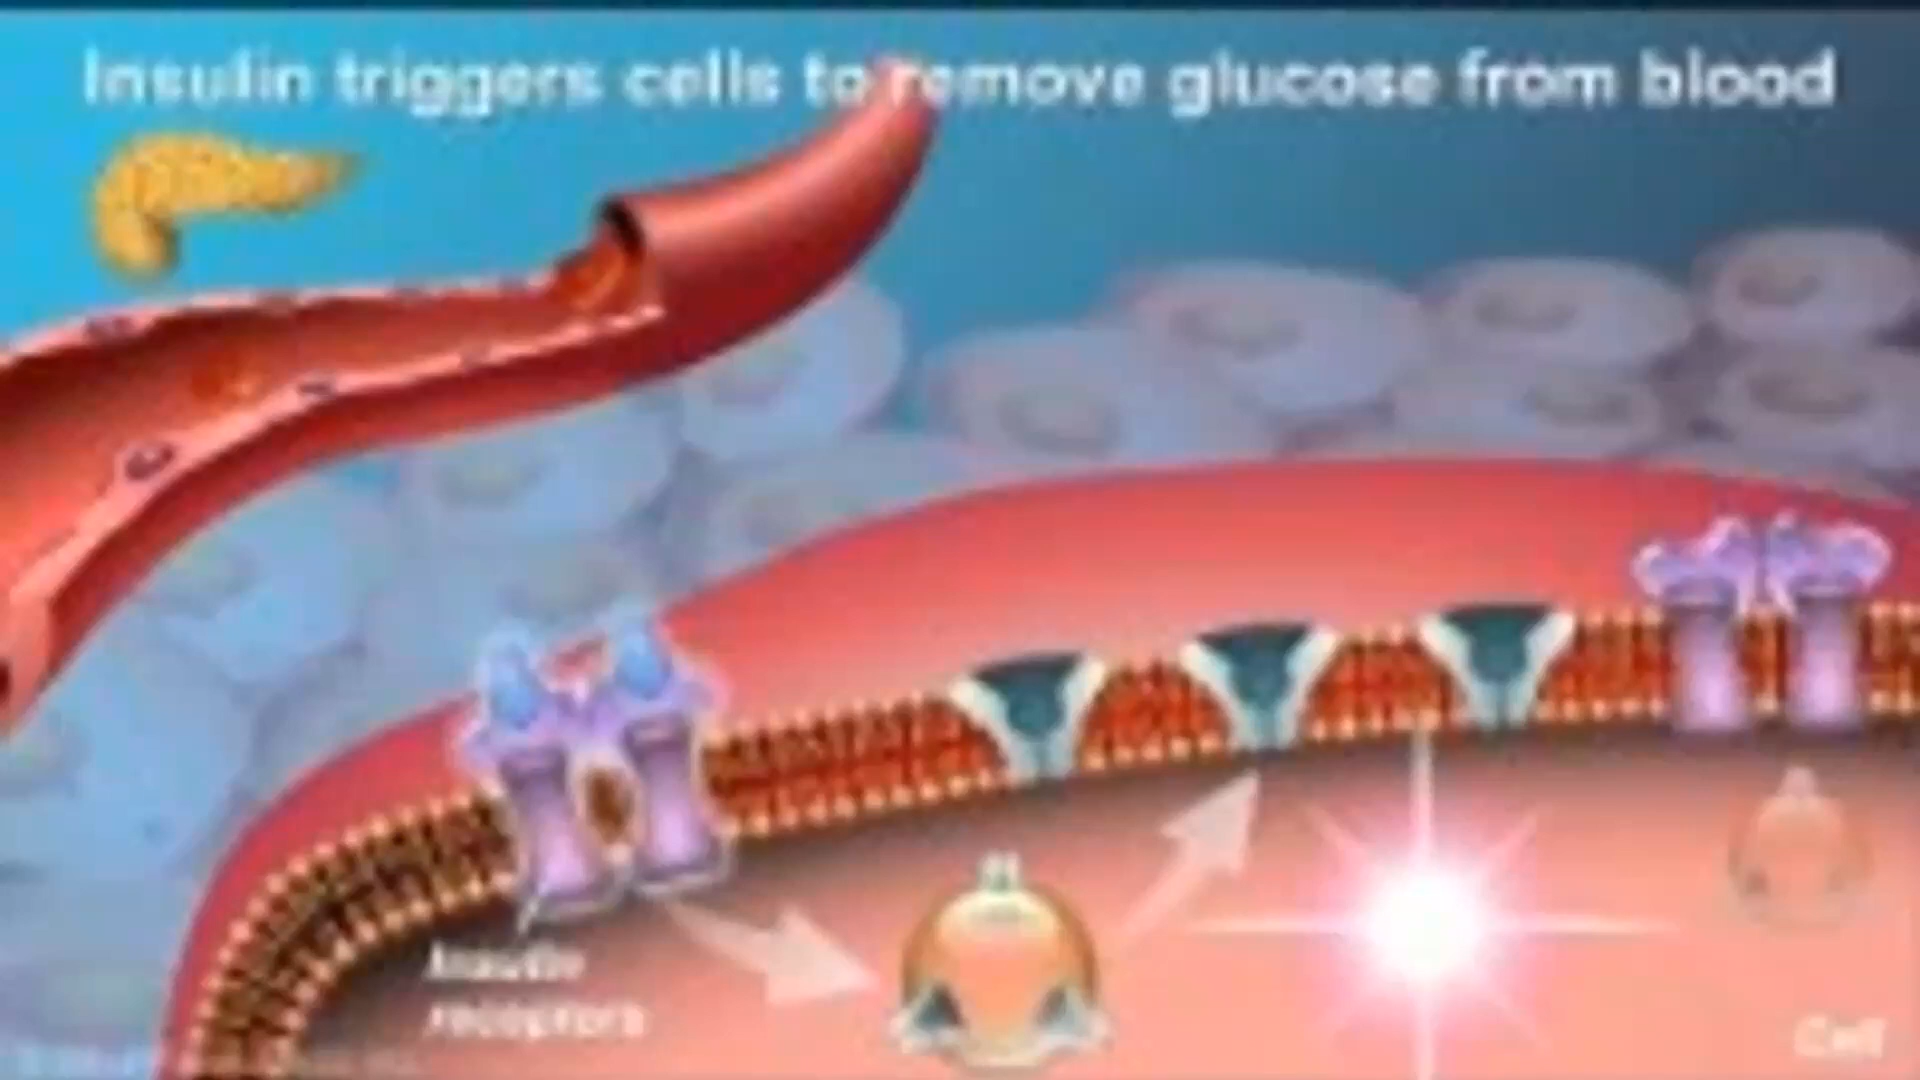 Insulin triggers cells to remove glucose from blood
Insulin
receptors
Cell